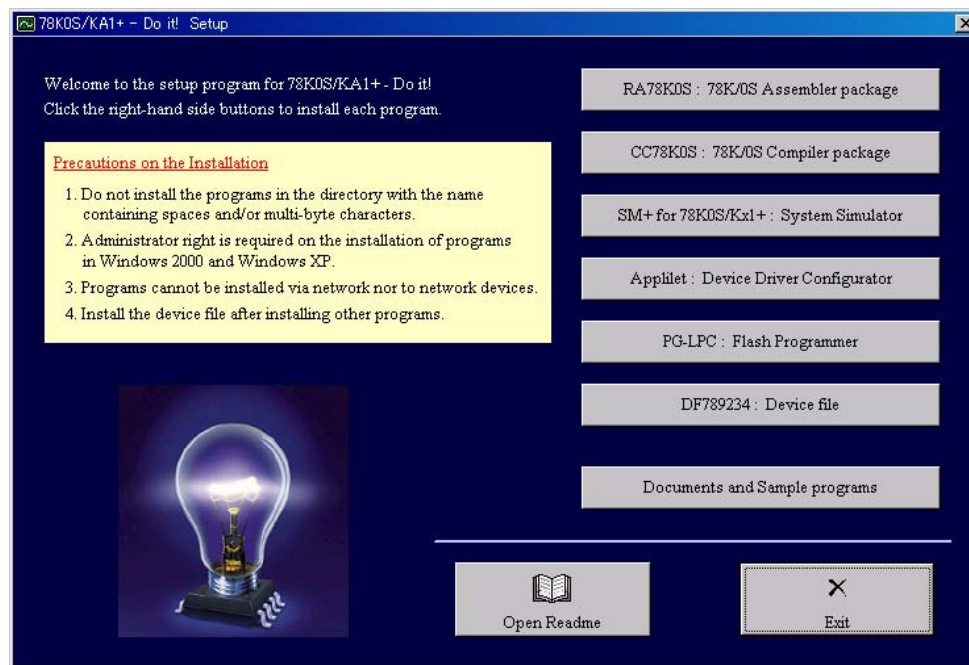 78K0S/KA1+ - Do it! Setup
Welcome to the setup program for 78K0S/KA1+ - Do it!
Click the right-hand side buttons to install each program.
Precautions on the Installation
1. Do not install the programs in the directory with the name
containing spaces and/or multi-byte characters.
2. Administrator right is required on the installation of programs
in Windows 2000 and Windows XP.
3. Programs cannot be installed via network nor to network devices.
4. Install the device file after installing other programs.
RA78K0S : 78K/0S Assembler package
CC78K0S : 78K/0S Compiler package
SM+ for 78K0S/Kx1+ : System Simulator
Applilet : Device Driver Configurator
PG-LPC : Flash Programmer
DF789234 : Device file
Documents and Sample programs
Open Readme
Exit